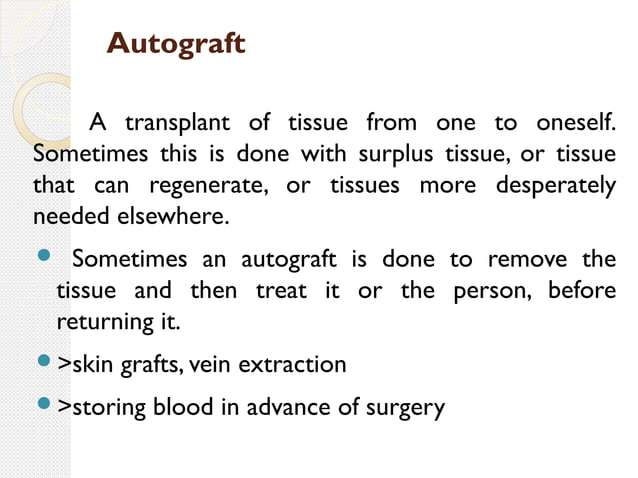 Autograft
A transplant of tissue from one to oneself.
Sometimes this is done with surplus tissue, or tissue
that can regenerate, or tissues more desperately
needed elsewhere.
Sometimes an autograft is done to remove the
tissue and then treat it or the person, before
returning it.
>skin grafts, vein extraction
>storing blood in advance of surgery